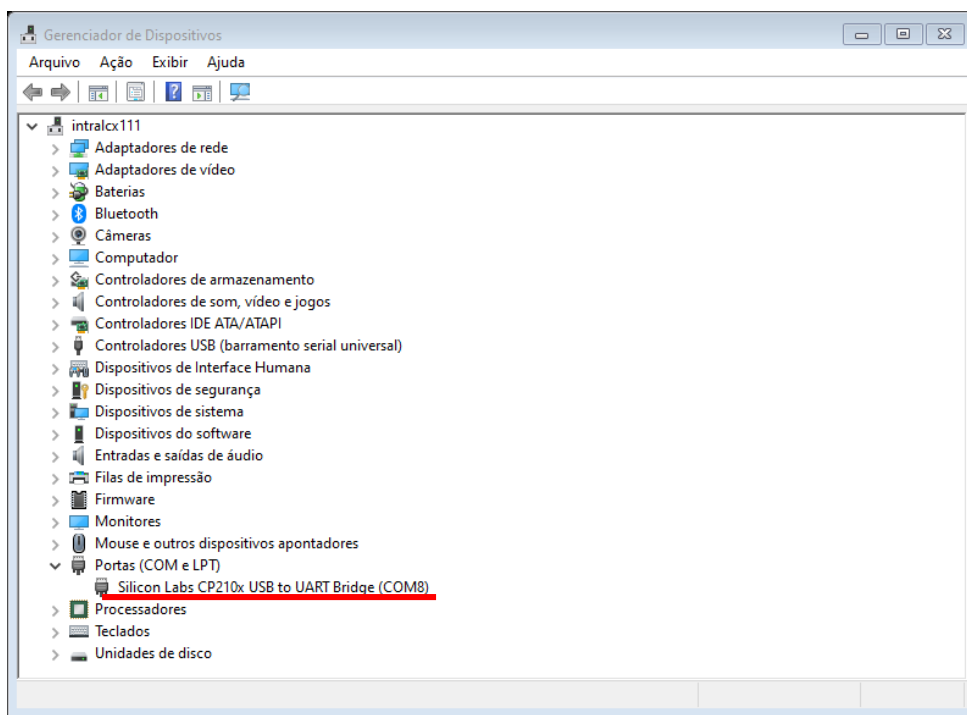 Gerenciador de Dispositivos
Arquivo Ação Exibir Ajuda
intralcx111
Adaptadores de rede
Adaptadores de vídeo
Baterias
Bluetooth
Câmeras
Computador
Controladores de armazenamento
Controladores de som, vídeo e jogos
Controladores IDE ATA/ATAPI
Controladores USB (barramento serial universal)
Dispositivos de Interface Humana
Dispositivos de segurança
Dispositivos de sistema
Dispositivos do software
Entradas e saídas de áudio
Filas de impressão
Firmware
Monitores
Mouse e outros dispositivos apontadores
Portas (COM e LPT)
Silicon Labs CP210x USB to UART Bridge (COM8)
Processadores
Teclados
Unidades de disco